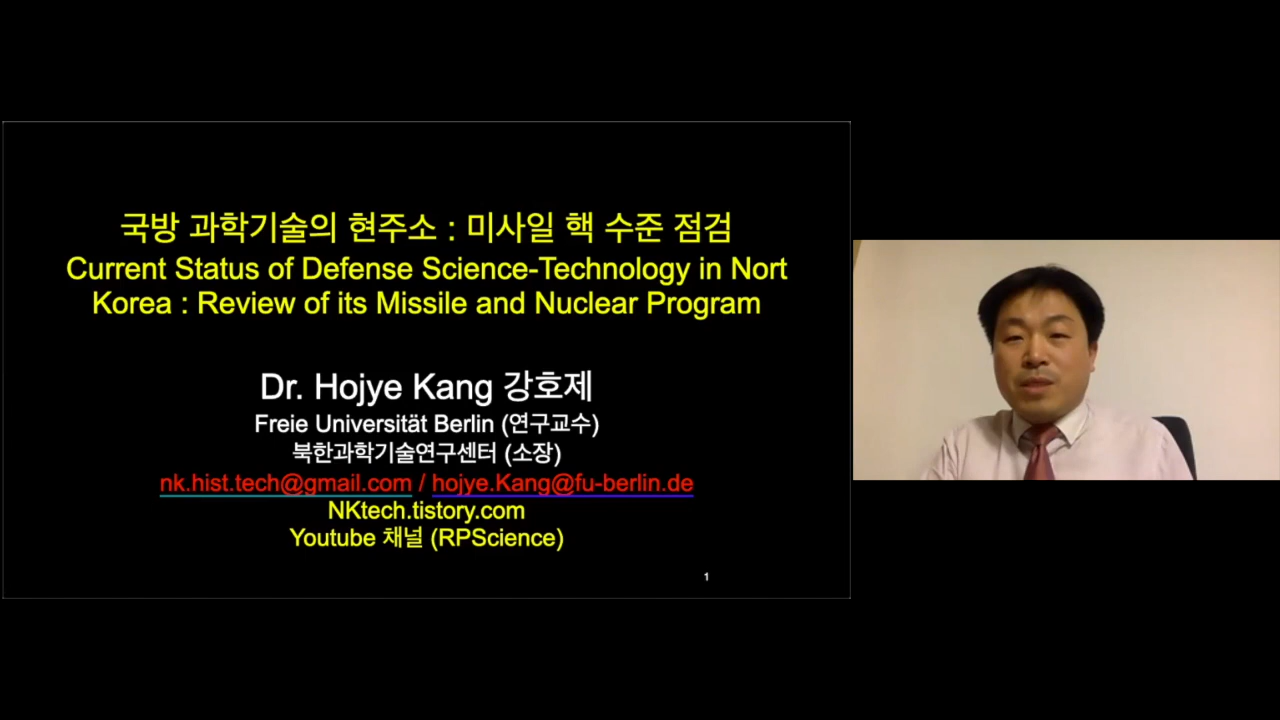 국방 과학기술의 현주소 : 미사일 핵 수준 점검
Current Status of Defense Science-Technology in Nort
Korea : Review of its Missile and Nuclear Program
Dr. Hojye Kang 강호제
Freie Universität Berlin (연구교수)
북한과학기술연구센터 (소장)
nk.hist.tech@gmail.com / hojye.Kang@fu-berlin.de
NKtech.tistory.com
Youtube 채널 (RPScience)
1